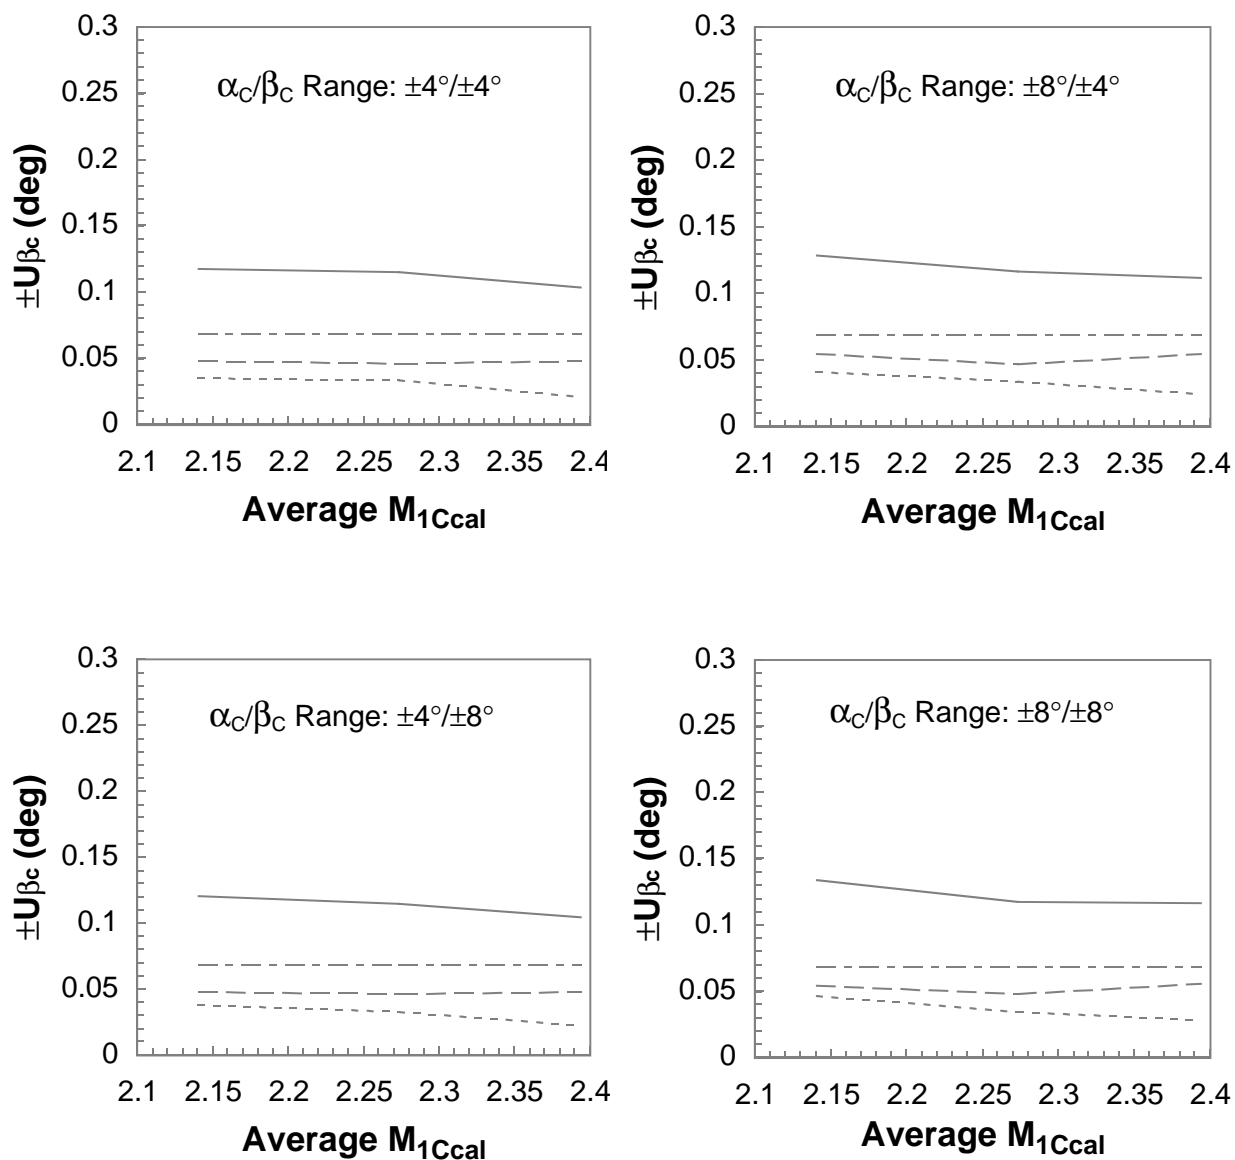 0.3
0.25
0.2
0.15
0.1
0.05
0
±Uβc (deg)
αC/βC Range: ±4°/±4°
2.1 2.15 2.2 2.25 2.3 2.35 2.4
Average M1Ccal
0.3
0.25
0.2
0.15
0.1
0.05
0
±Uβc (deg)
αC/βC Range: ±8°/±4°
2.1 2.15 2.2 2.25 2.3 2.35 2.4
Average M1Ccal
0.3
0.25
0.2
0.15
0.1
0.05
0
±Uβc (deg)
αC/βC Range: ±4°/±8°
2.1 2.15 2.2 2.25 2.3 2.35 2.4
Average M1Ccal
0.3
0.25
0.2
0.15
0.1
0.05
0
±Uβc (deg)
αC/βC Range: ±8°/±8°
2.1 2.15 2.2 2.25 2.3 2.35 2.4
Average M1Ccal